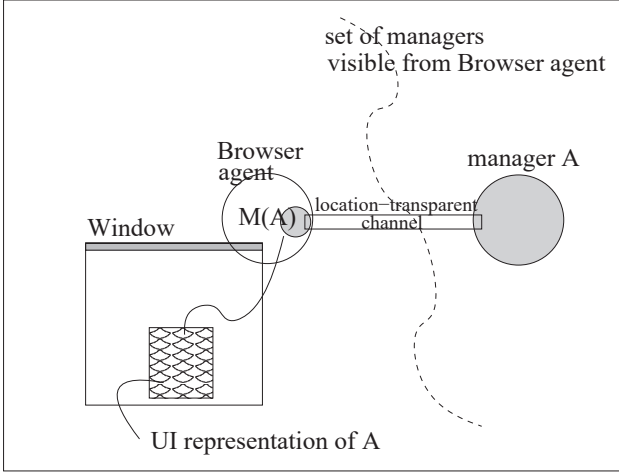 set of managers
visible from Browser agent
Browser
agent
manager A
location−transparent
channel
M(A)
Window
UI representation of A